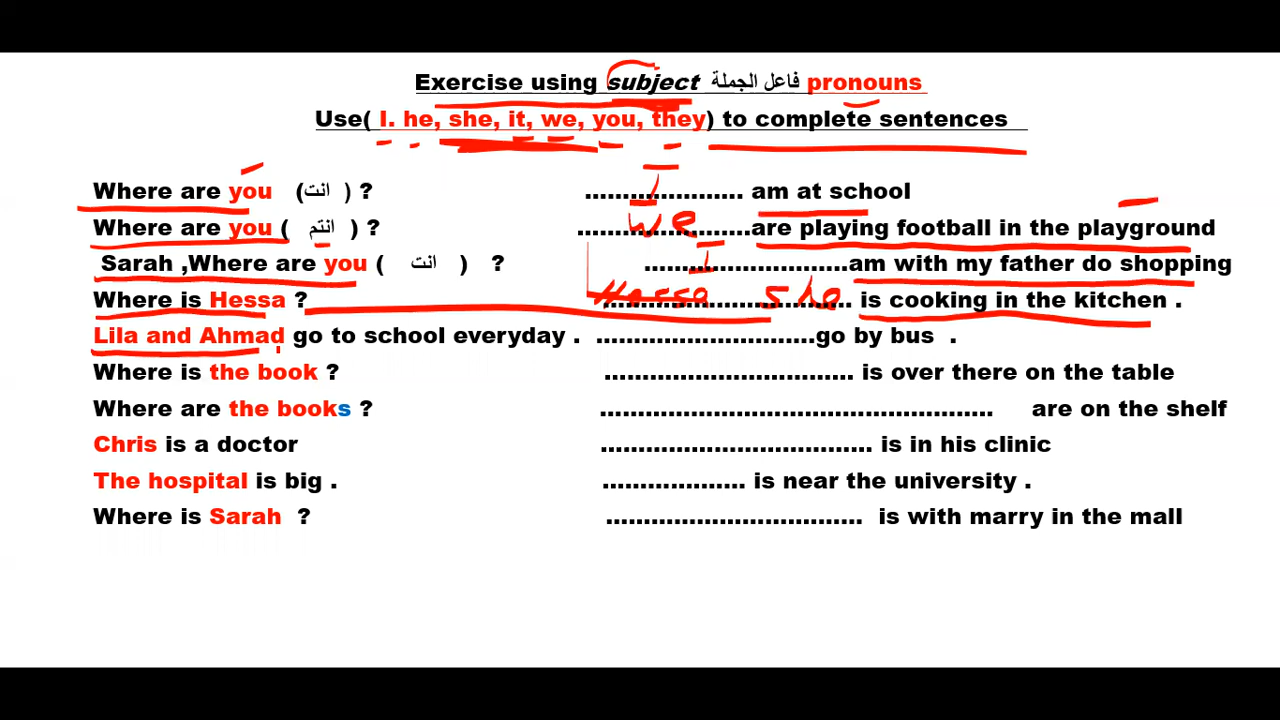 Exercise using subject فاعل الجملة pronouns
Use( I. he, she, it, we, you, they) to complete sentences
Where are you (انت ) ? ..................... I am at school
Where are you ( انتم ) ? ....................... we are playing football in the playground
Sarah ,Where are you ( انت ) ? ........................... I am with my father do shopping
Where is Hessa ? ................................. Hessa she is cooking in the kitchen .
Lila and Ahmad go to school everyday . .............................go by bus .
Where is the book ? ................................. is over there on the table
Where are the books ? .................................................... are on the shelf
Chris is a doctor .................................... is in his clinic
The hospital is big . ................... is near the university .
Where is Sarah ? .................................. is with marry in the mall